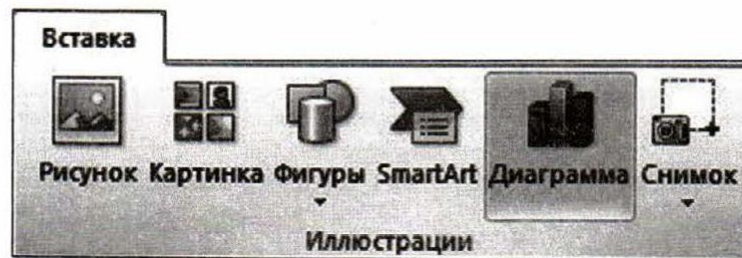 Вставка
Рисунок Картинка Фигуры SmartArt Диаграмма Снимок
Иллюстрации